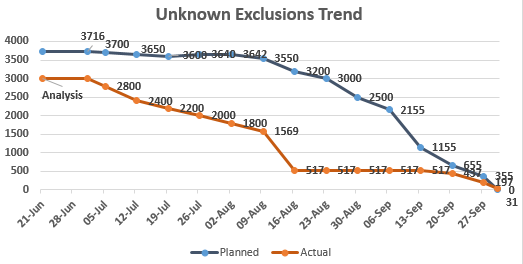 Unknown Exclusions Trend
4000
3500
3000
2500
2000
1500
1000
500
0
3716
3700
3650
3608
3640
3642
3550
3200
3000
2500
2155
1155
655
355
0
Analysis
2800
2400
2200
2000
1800
1569
517
517
517
517
517
437
197
31
21-Jun
28-Jun
05-Jul
12-Jul
19-Jul
26-Jul
02-Aug
09-Aug
16-Aug
23-Aug
30-Aug
06-Sep
13-Sep
20-Sep
27-Sep
Planned
Actual